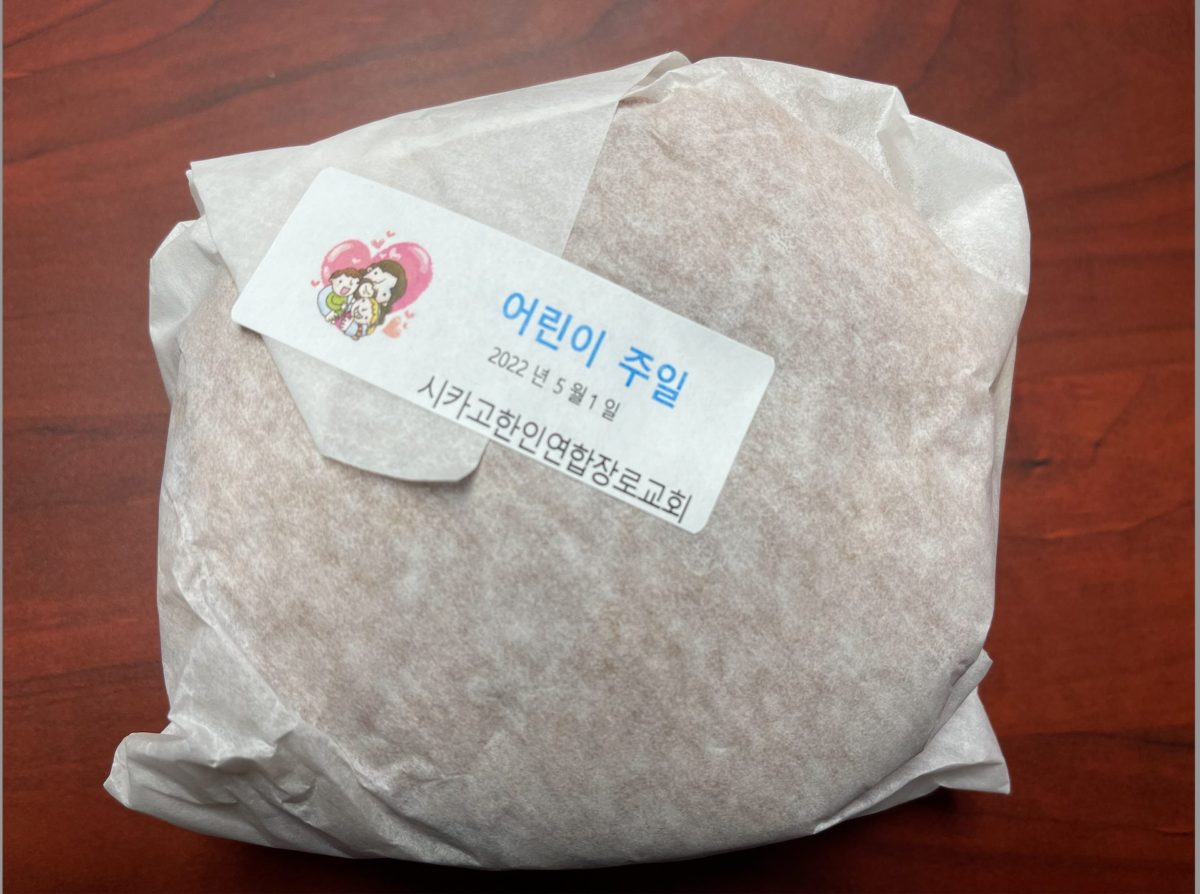 어린이 주일
2022 년 5 월 1 일
시카고한인연합장로교회